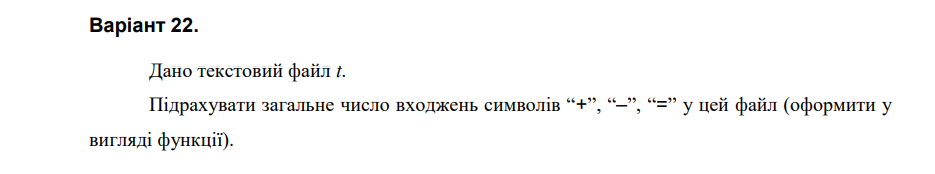 Варіант 22.
Дано текстовий файл t.
Підрахувати загальне число входжень символів “+”, “–”, “=” у цей файл (оформити у
вигляді функції).